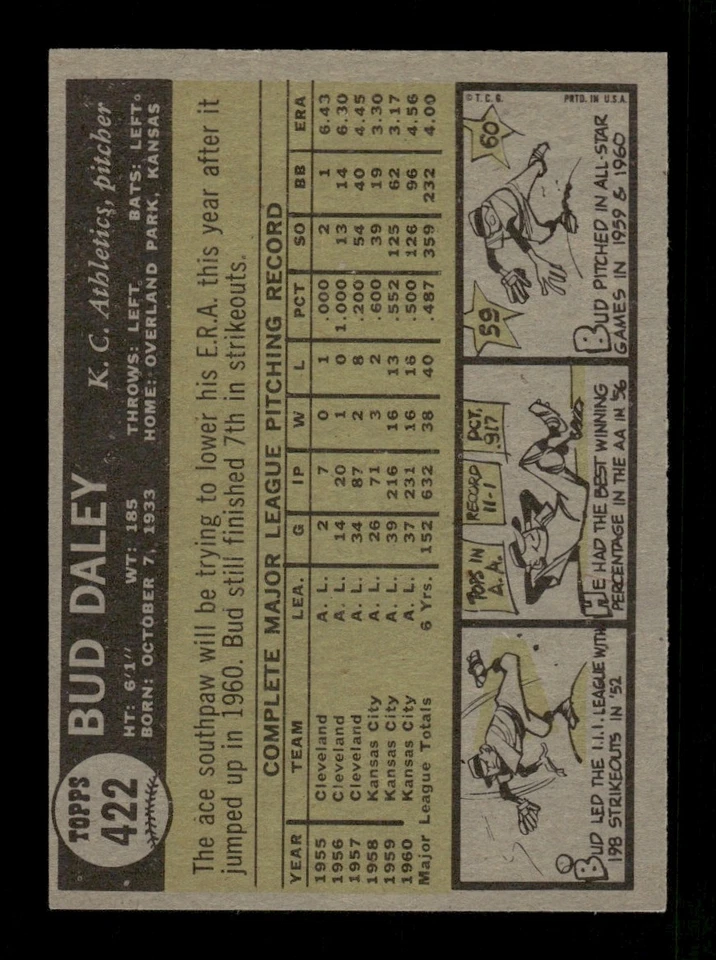 TOPPS
422
BUD DALEY
K. C. Athletics, pitcher
HT: 6'1" WT: 185 THROWS: LEFT BATS: LEFT
BORN: OCTOBER 7, 1933 HOME: OVERLAND PARK, KANSAS
The ace southpaw will be trying to lower his E.R.A. this year after it
jumped up in 1960. Bud still finished 7th in strikeouts.
COMPLETE MAJOR LEAGUE PITCHING RECORD
YEAR TEAM LEA. G IP W L PCT SO BB ERA
1955 Cleveland A. L. 2 7 0 1 .000 2 1 6.43
1956 Cleveland A. L. 14 20 1 0 1.000 13 14 6.30
1957 Cleveland A. L. 34 87 2 8 .200 54 40 4.45
1958 Kansas City A. L. 26 71 3 2 .600 39 19 3.30
1959 Kansas City A. L. 39 216 16 13 .552 125 62 3.17
1960 Kansas City A. L. 37 231 16 16 .500 126 96 4.56
Major League Totals 6 Yrs. 152 632 38 40 .487 359 232 4.00
BUD LED THE I.I.I. LEAGUE WITH
198 STRIKEOUTS IN '52
TOPS IN
A. A.
RECORD
11-1
PCT.
.917
HE HAD THE BEST WINNING
PERCENTAGE IN THE AA IN '56
© T. C. G. PRTD. IN U.S.A.
59
60
BUD PITCHED IN ALL-STAR
GAMES IN 1959 & 1960